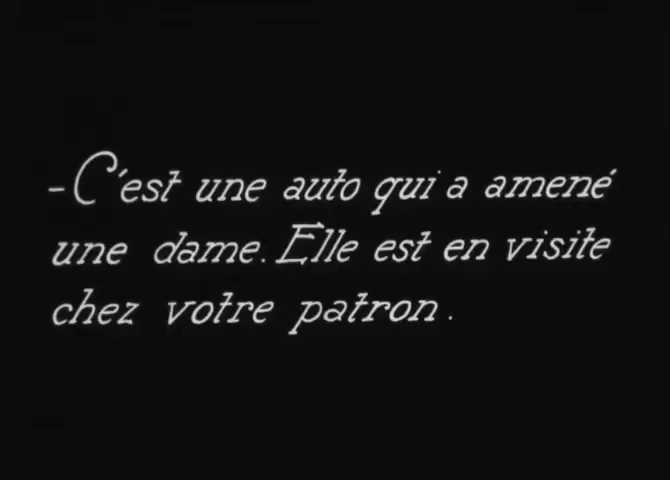 -C'est une auto qui a amené
une dame. Elle est en visite
chez votre patron.